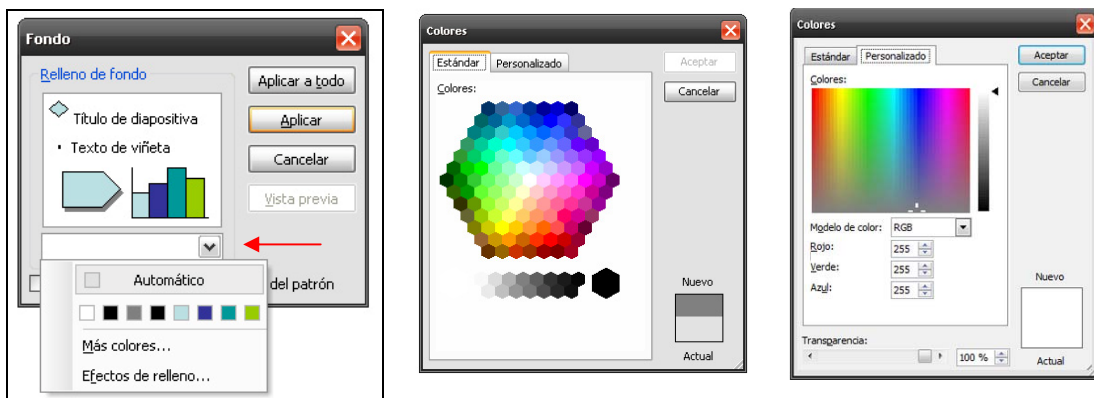 Fondo
Relleno de fondo
Título de diapositiva
• Texto de viñeta
Aplicar a todo
Aplicar
Cancelar
Vista previa
del patrón
Automático
Más colores...
Efectos de relleno...
Colores
Estándar
Personalizado
Colores:
Aceptar
Cancelar
Nuevo
Actual
Colores
Estándar
Personalizado
Colores:
Modelo de color: RGB
Rojo: 255
Verde: 255
Azul: 255
Transparencia:
100 %
Aceptar
Cancelar
Nuevo
Actual